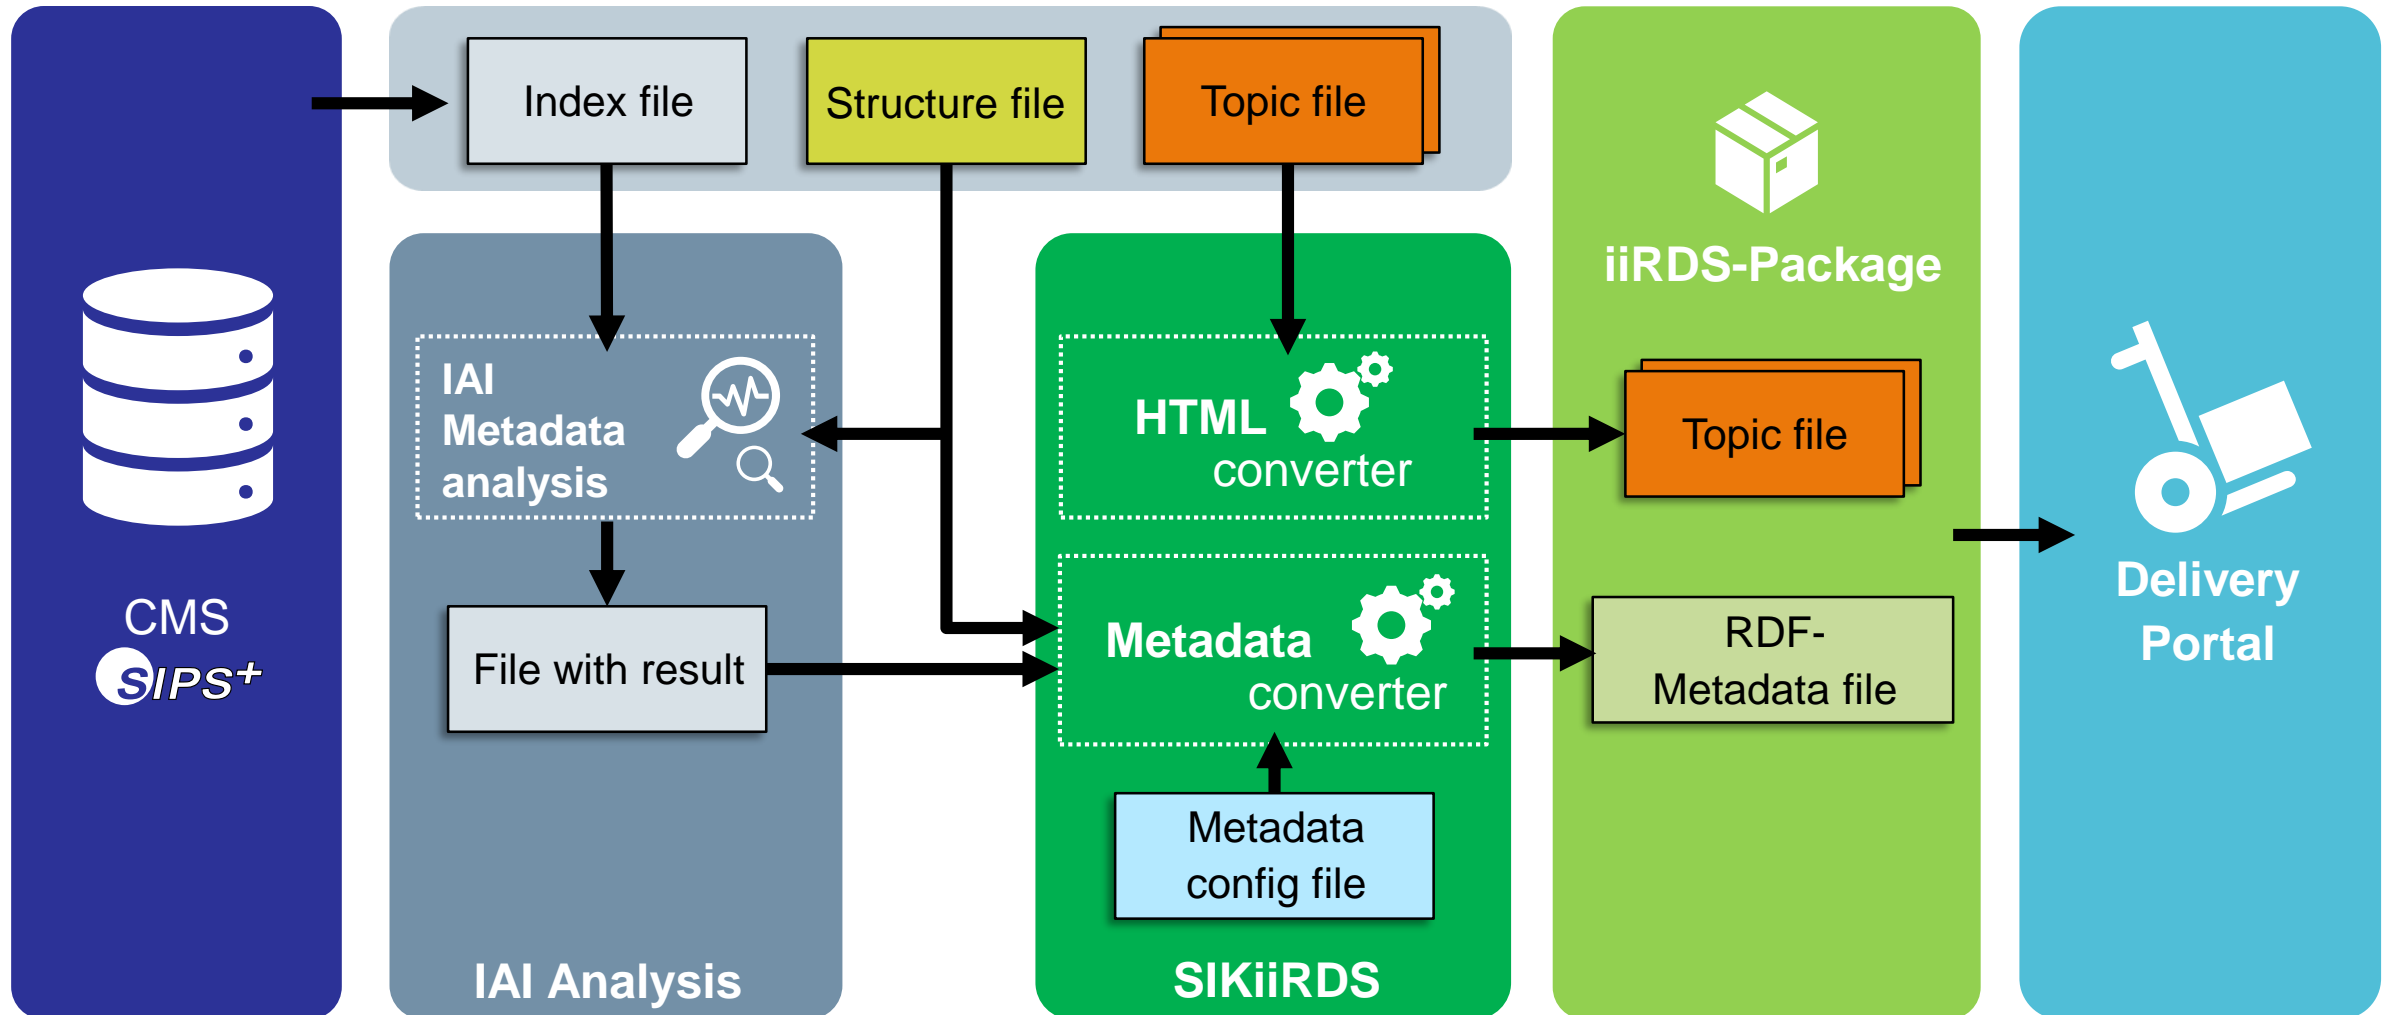 CMS
SIPS+
Index file
Structure file
Topic file
IAI
Metadata
analysis
File with result
IAI Analysis
HTML
converter
Metadata
converter
Metadata
config file
SIKiiRDS
iiRDS-Package
Topic file
RDF-
Metadata file
Delivery
Portal